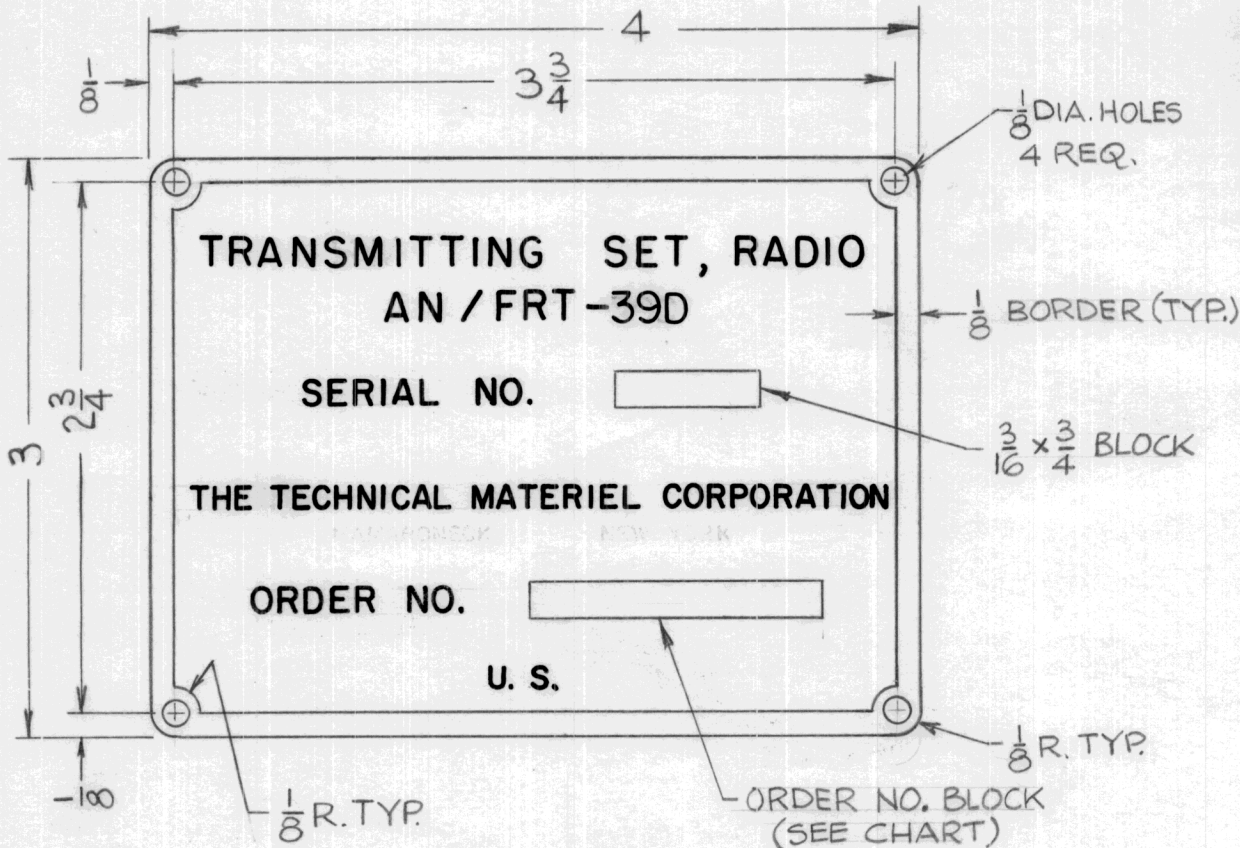 4
1/8
3 3/4
1/8 DIA. HOLES
4 REQ.
TRANSMITTING SET, RADIO
AN / FRT -39D
1/8 BORDER (TYP.)
SERIAL NO.
3
2 3/4
3/16 x 3/4 BLOCK
THE TECHNICAL MATERIEL CORPORATION
ORDER NO.
U. S.
1/8 R. TYP.
1/8
1/8 R. TYP.
ORDER NO. BLOCK
(SEE CHART)